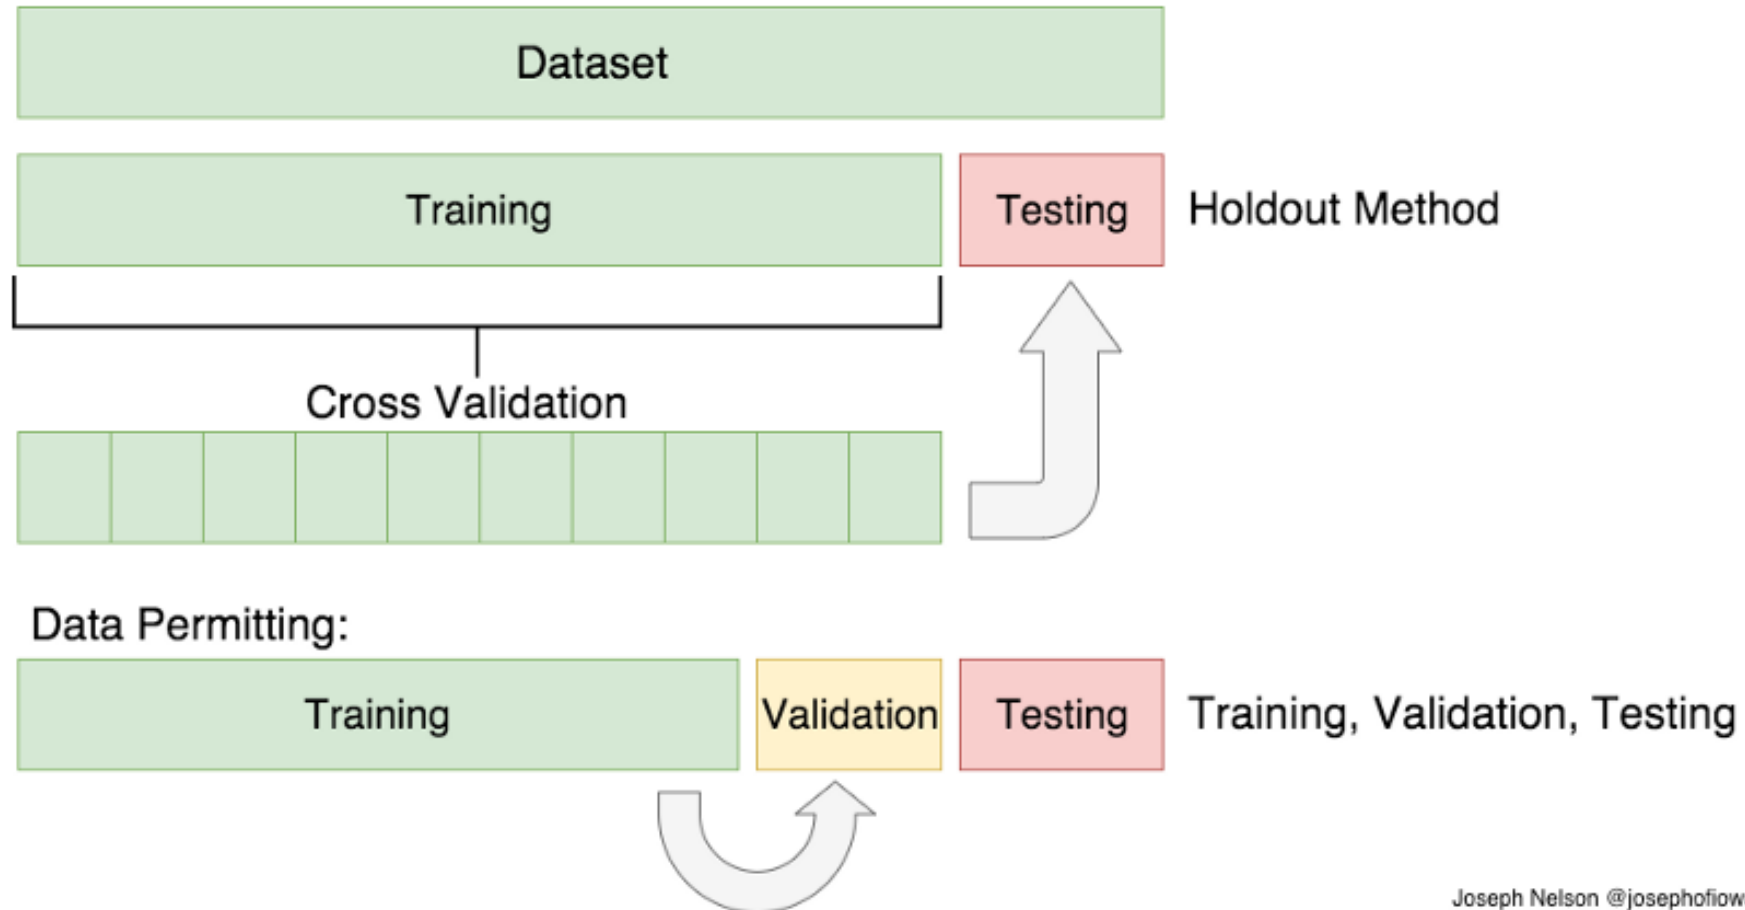 Dataset
Training Testing Holdout Method
Cross Validation
Data Permitting:
Training Validation Testing Training, Validation, Testing
Joseph Nelson @josephofiow